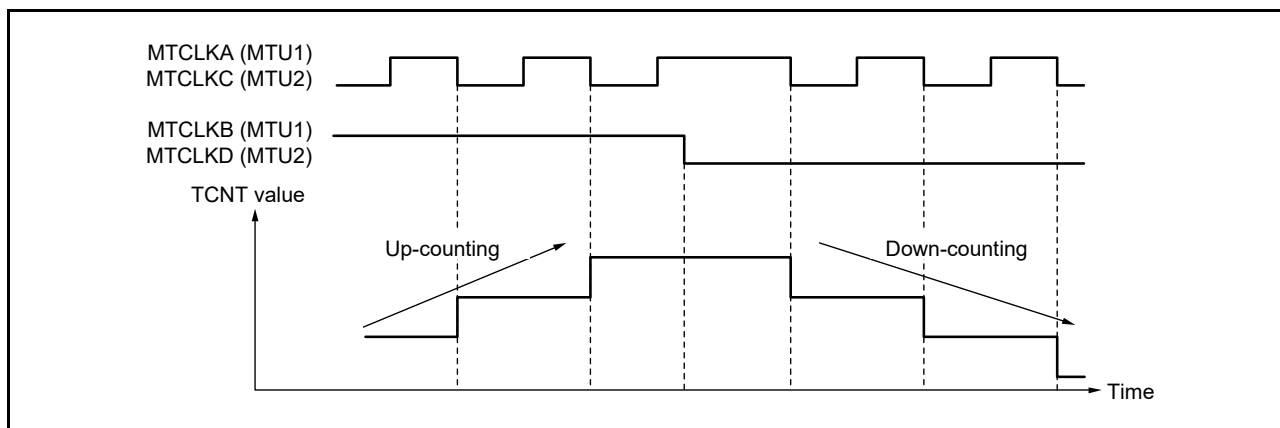 MTCLKA (MTU1)
MTCLKC (MTU2)
MTCLKB (MTU1)
MTCLKD (MTU2)
TCNT value
Up-counting
Down-counting
Time